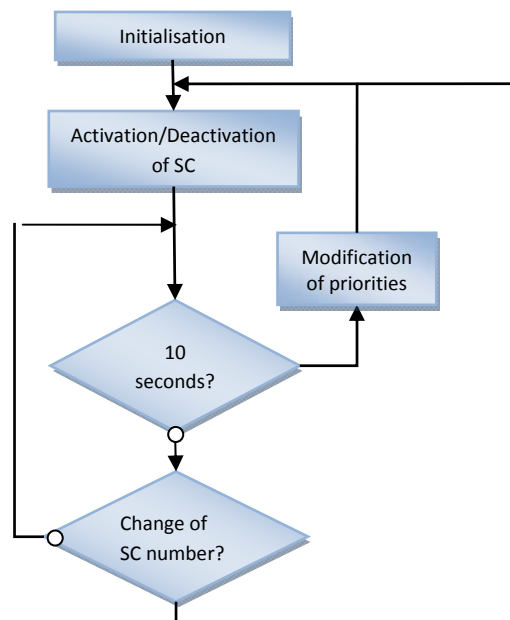 Initialisation
Activation/Deactivation
of SC
Modification
of priorities
10
seconds?
Change of
SC number?